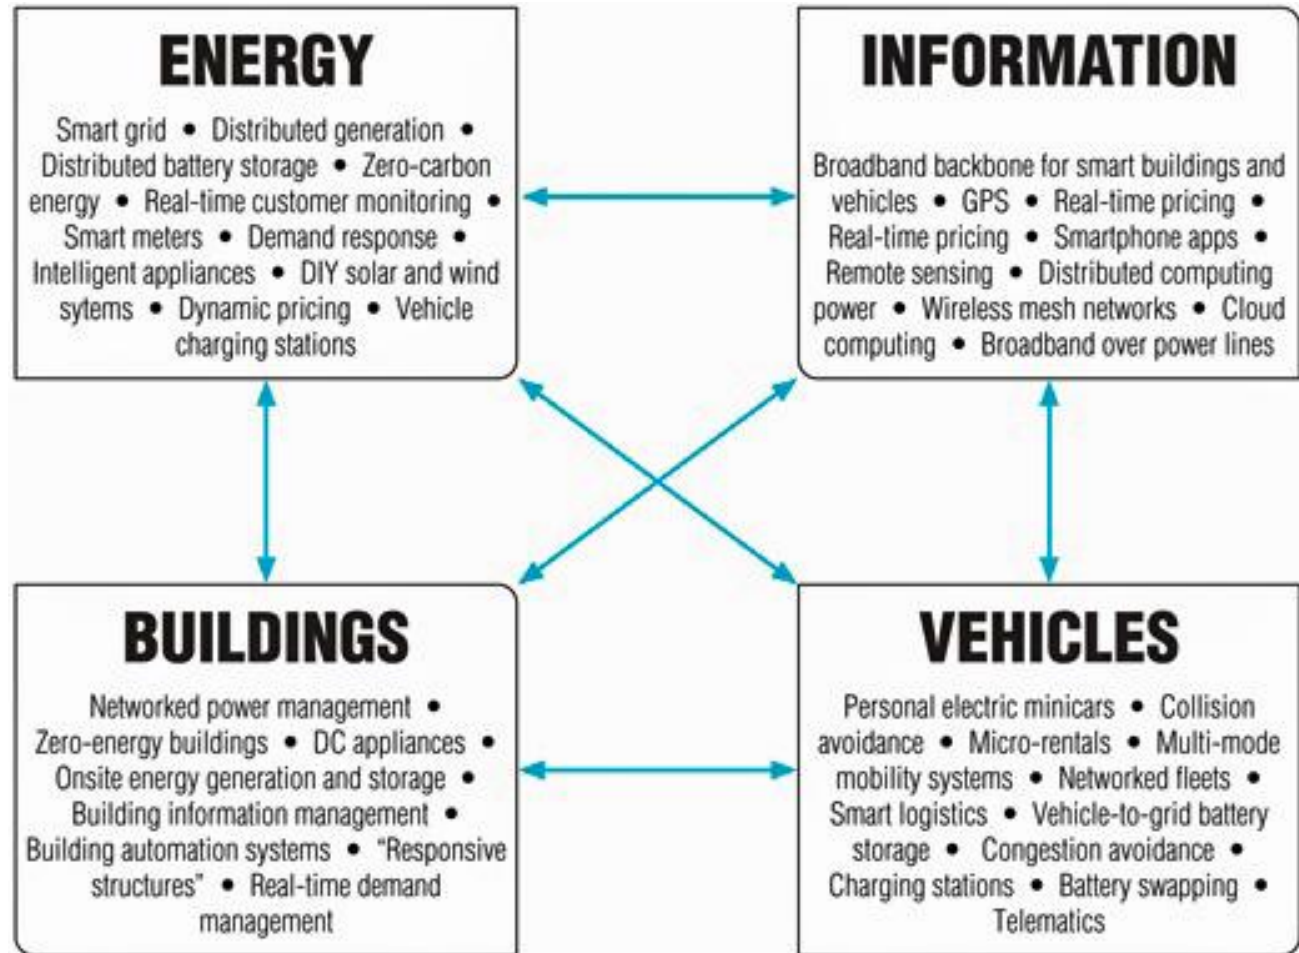 ENERGY
Smart grid • Distributed generation •
Distributed battery storage • Zero-carbon
energy • Real-time customer monitoring •
Smart meters • Demand response •
Intelligent appliances • DIY solar and wind
sytems • Dynamic pricing • Vehicle
charging stations
INFORMATION
Broadband backbone for smart buildings and
vehicles • GPS • Real-time pricing •
Real-time pricing • Smartphone apps •
Remote sensing • Distributed computing
power • Wireless mesh networks • Cloud
computing • Broadband over power lines
BUILDINGS
Networked power management •
Zero-energy buildings • DC appliances •
Onsite energy generation and storage •
Building information management •
Building automation systems • “Responsive
structures” • Real-time demand
management
VEHICLES
Personal electric minicars • Collision
avoidance • Micro-rentals • Multi-mode
mobility systems • Networked fleets •
Smart logistics • Vehicle-to-grid battery
storage • Congestion avoidance •
Charging stations • Battery swapping •
Telematics